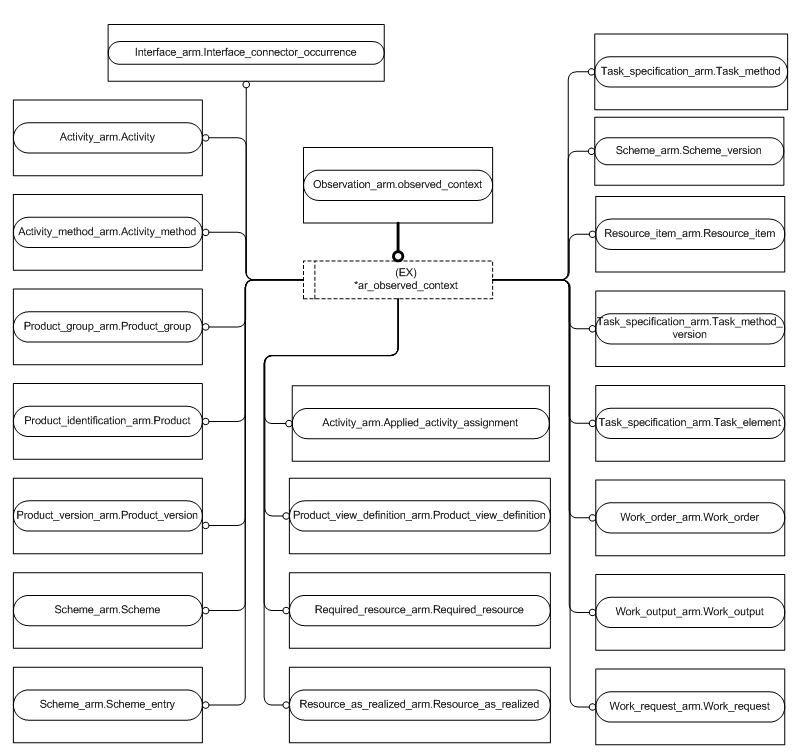 Interface_arm.Interface_connector_occurrence
Activity_arm.Activity
Activity_method_arm.Activity_method
Product_group_arm.Product_group
Product_identification_arm.Product
Product_version_arm.Product_version
Scheme_arm.Scheme
Scheme_arm.Scheme_entry
Observation_arm.observed_context
(EX)
*ar_observed_context
Activity_arm.Applied_activity_assignment
Product_view_definition_arm.Product_view_definition
Required_resource_arm.Required_resource
Resource_as_realized_arm.Resource_as_realized
Task_specification_arm.Task_method
Scheme_arm.Scheme_version
Resource_item_arm.Resource_item
Task_specification_arm.Task_method_
version
Task_specification_arm.Task_element
Work_order_arm.Work_order
Work_output_arm.Work_output
Work_request_arm.Work_request